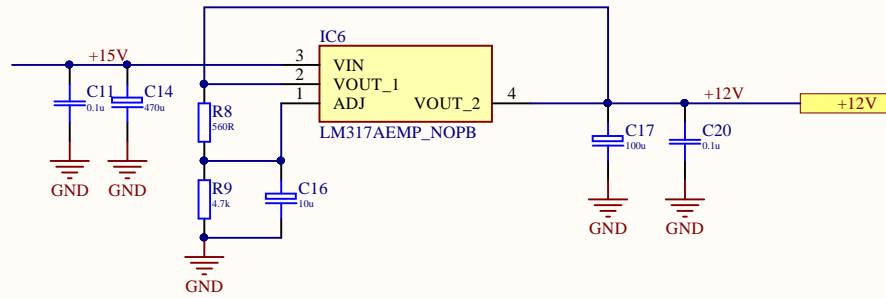 IC6
+15V
3
VIN
2
VOUT_1
1
ADJ
VOUT_2
4
+12V
+12V
LM317AEMP_NOPB
C11
0.1u
C14
470u
R8
560R
R9
4.7k
C16
10u
C17
100u
C20
0.1u
GND
GND
GND
GND
GND